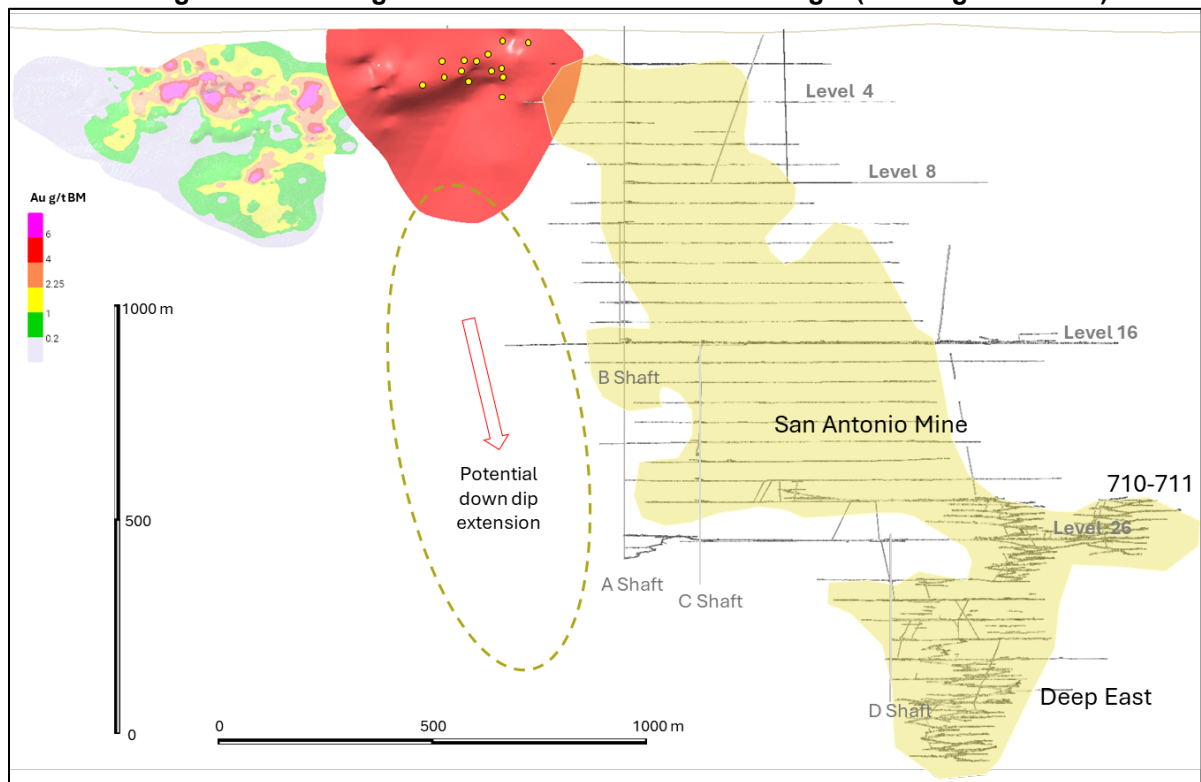 Level 4
Level 8
Au g/t BM
6
4
2.25
1
0.2
1000 m
Level 16
B Shaft
San Antonio Mine
Potential
down dip
extension
710-711
500
Level 26
A Shaft
C Shaft
Deep East
D Shaft
0
0
500
1000 m